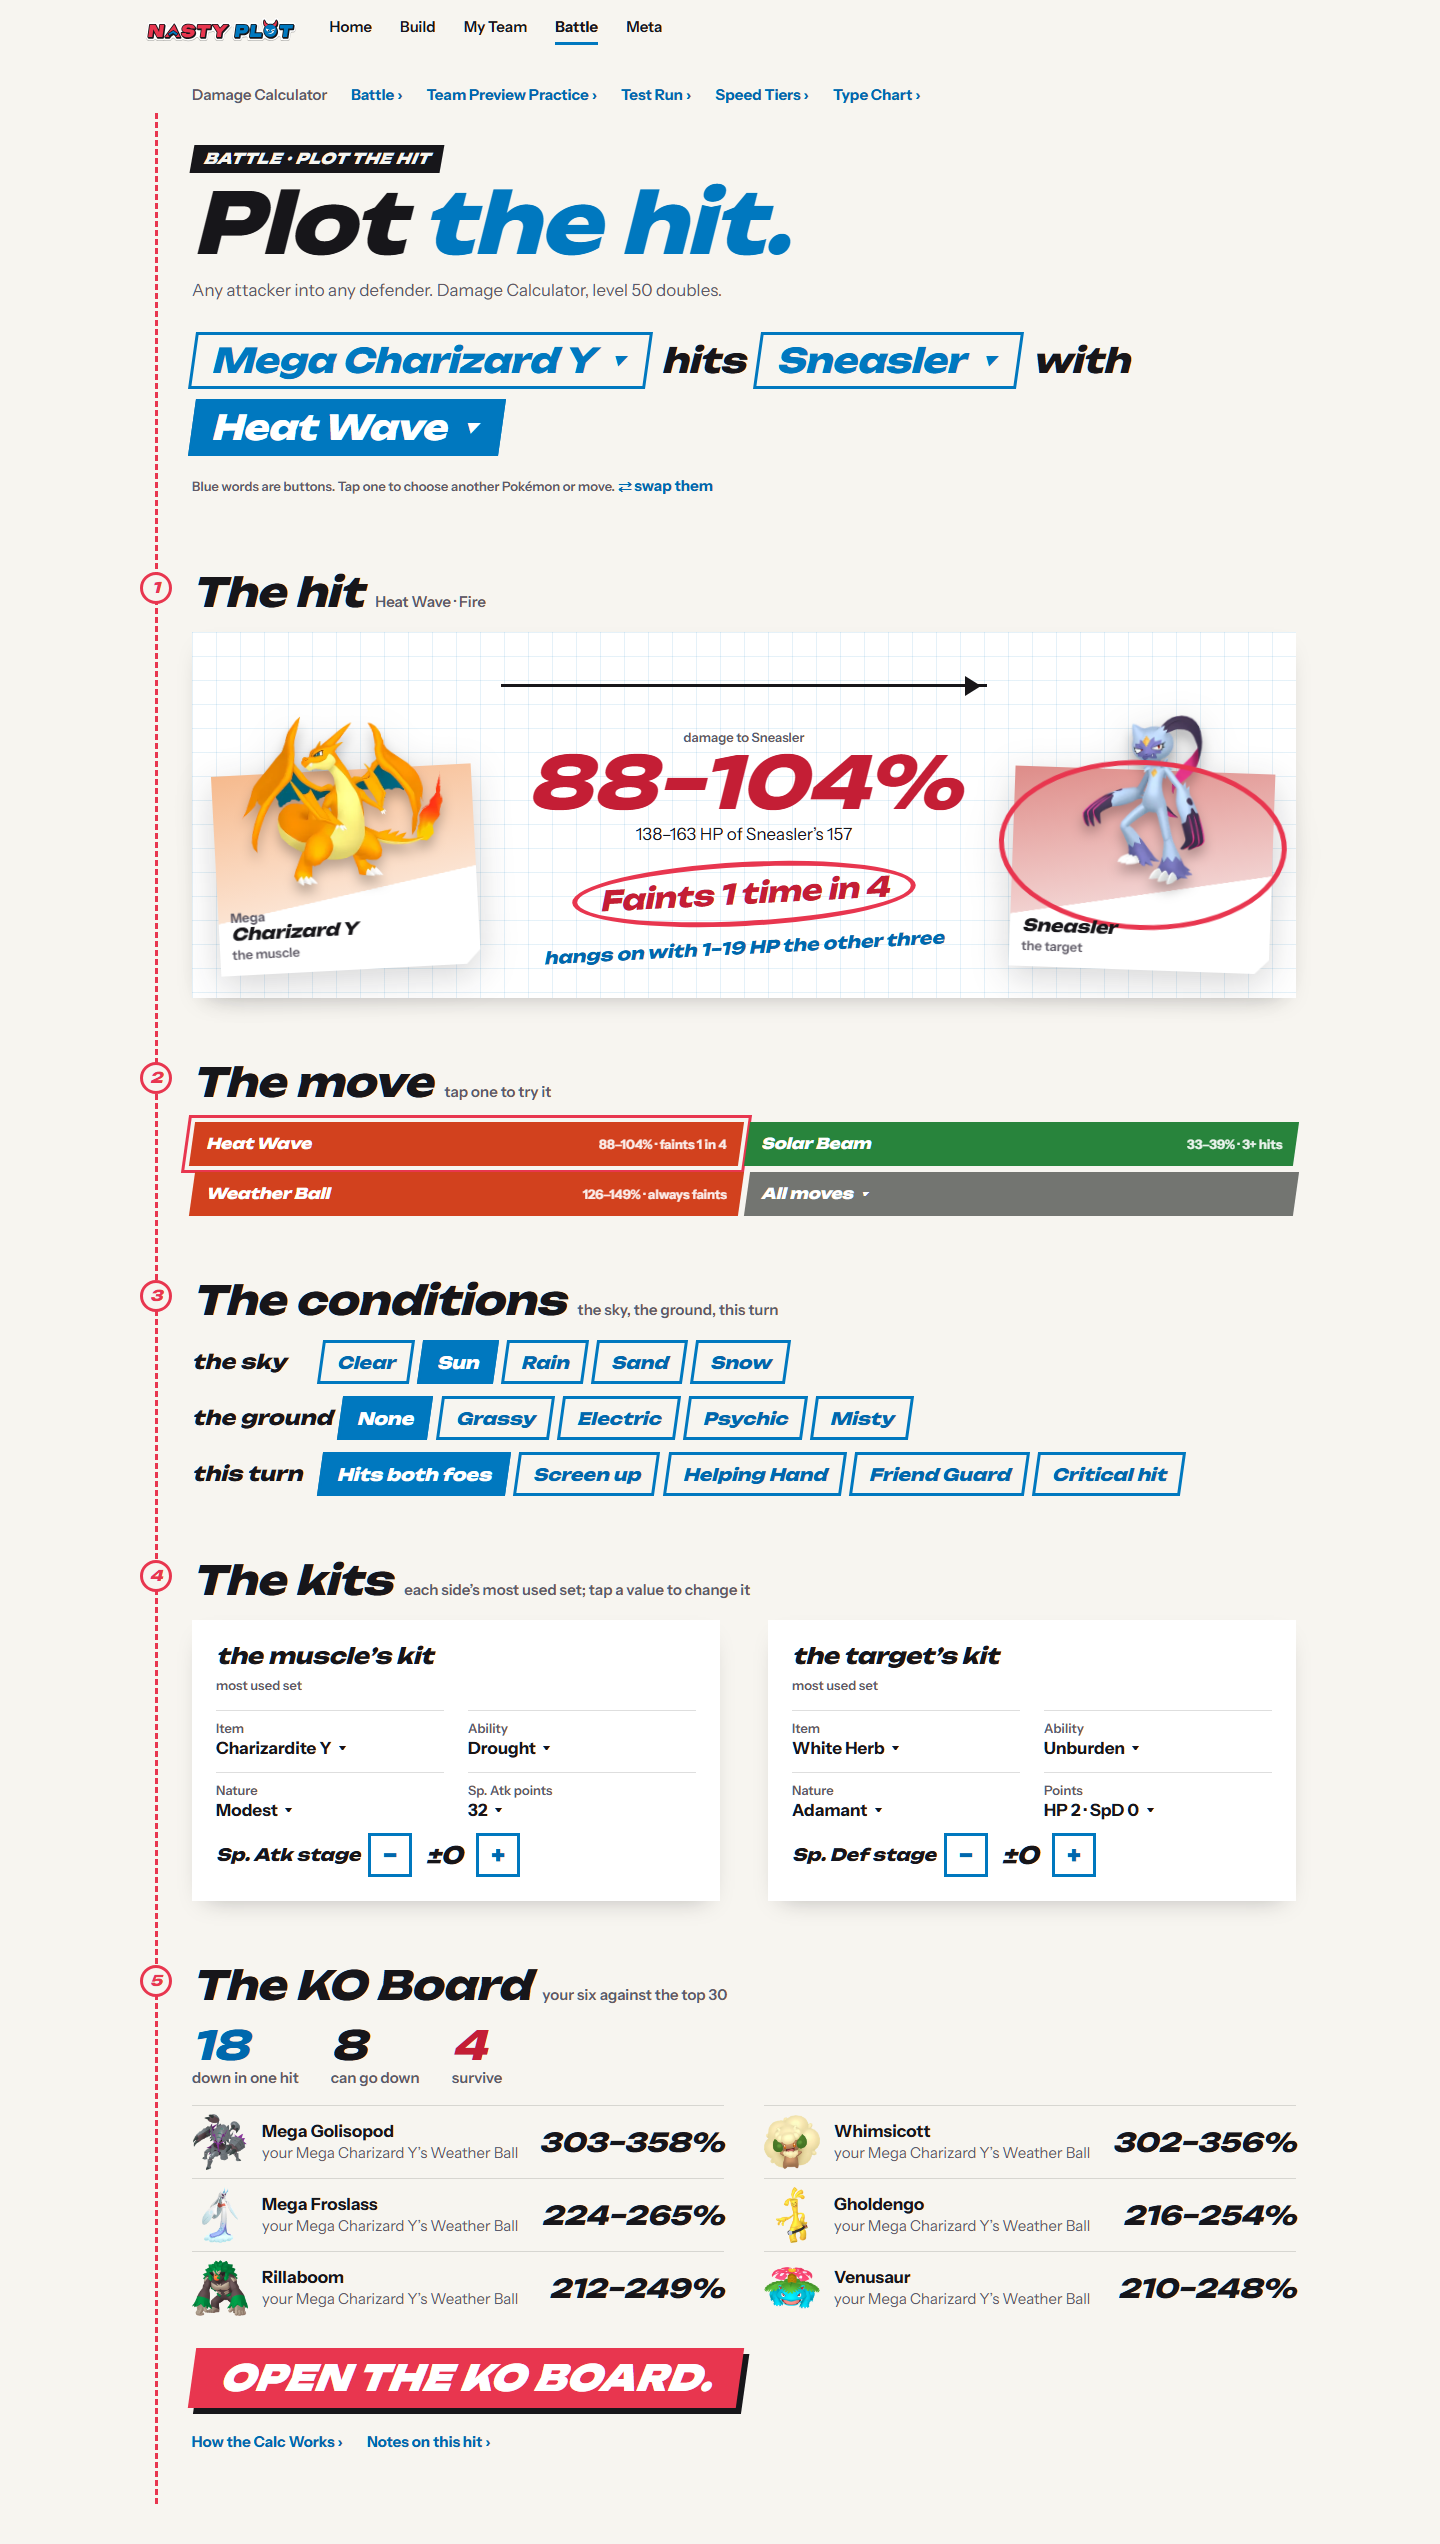 NASTY PLOT Home Build My Team Battle Meta
Damage Calculator Battle › Team Preview Practice › Test Run › Speed Tiers › Type Chart ›
BATTLE · PLOT THE HIT
Plot the hit.
Any attacker into any defender. Damage Calculator, level 50 doubles.
Mega Charizard Y ▾ hits Sneasler ▾ with
Heat Wave ▾
Blue words are buttons. Tap one to choose another Pokémon or move. ⇄ swap them
1 The hit Heat Wave · Fire
damage to Sneasler
88–104%
138–163 HP of Sneasler’s 157
Faints 1 time in 4
hangs on with 1–19 HP the other three
Mega
Charizard Y
the muscle
Sneasler
the target
2 The move tap one to try it
Heat Wave 88–104% · faints 1 in 4
Solar Beam 33–39% · 3+ hits
Weather Ball 126–149% · always faints
All moves ▾
3 The conditions the sky, the ground, this turn
the sky Clear Sun Rain Sand Snow
the ground None Grassy Electric Psychic Misty
this turn Hits both foes Screen up Helping Hand Friend Guard Critical hit
4 The kits each side’s most used set; tap a value to change it
the muscle’s kit
most used set
Item Ability
Charizardite Y ▾ Drought ▾
Nature Sp. Atk points
Modest ▾ 32 ▾
Sp. Atk stage − ±0 +
the target’s kit
most used set
Item Ability
White Herb ▾ Unburden ▾
Nature Points
Adamant ▾ HP 2 · SpD 0 ▾
Sp. Def stage − ±0 +
5 The KO Board your six against the top 30
18 8 4
down in one hit can go down survive
Mega Golisopod
your Mega Charizard Y’s Weather Ball 303–358%
Whimsicott
your Mega Charizard Y’s Weather Ball 302–356%
Mega Froslass
your Mega Charizard Y’s Weather Ball 224–265%
Gholdengo
your Mega Charizard Y’s Weather Ball 216–254%
Rillaboom
your Mega Charizard Y’s Weather Ball 212–249%
Venusaur
your Mega Charizard Y’s Weather Ball 210–248%
OPEN THE KO BOARD.
How the Calc Works › Notes on this hit ›